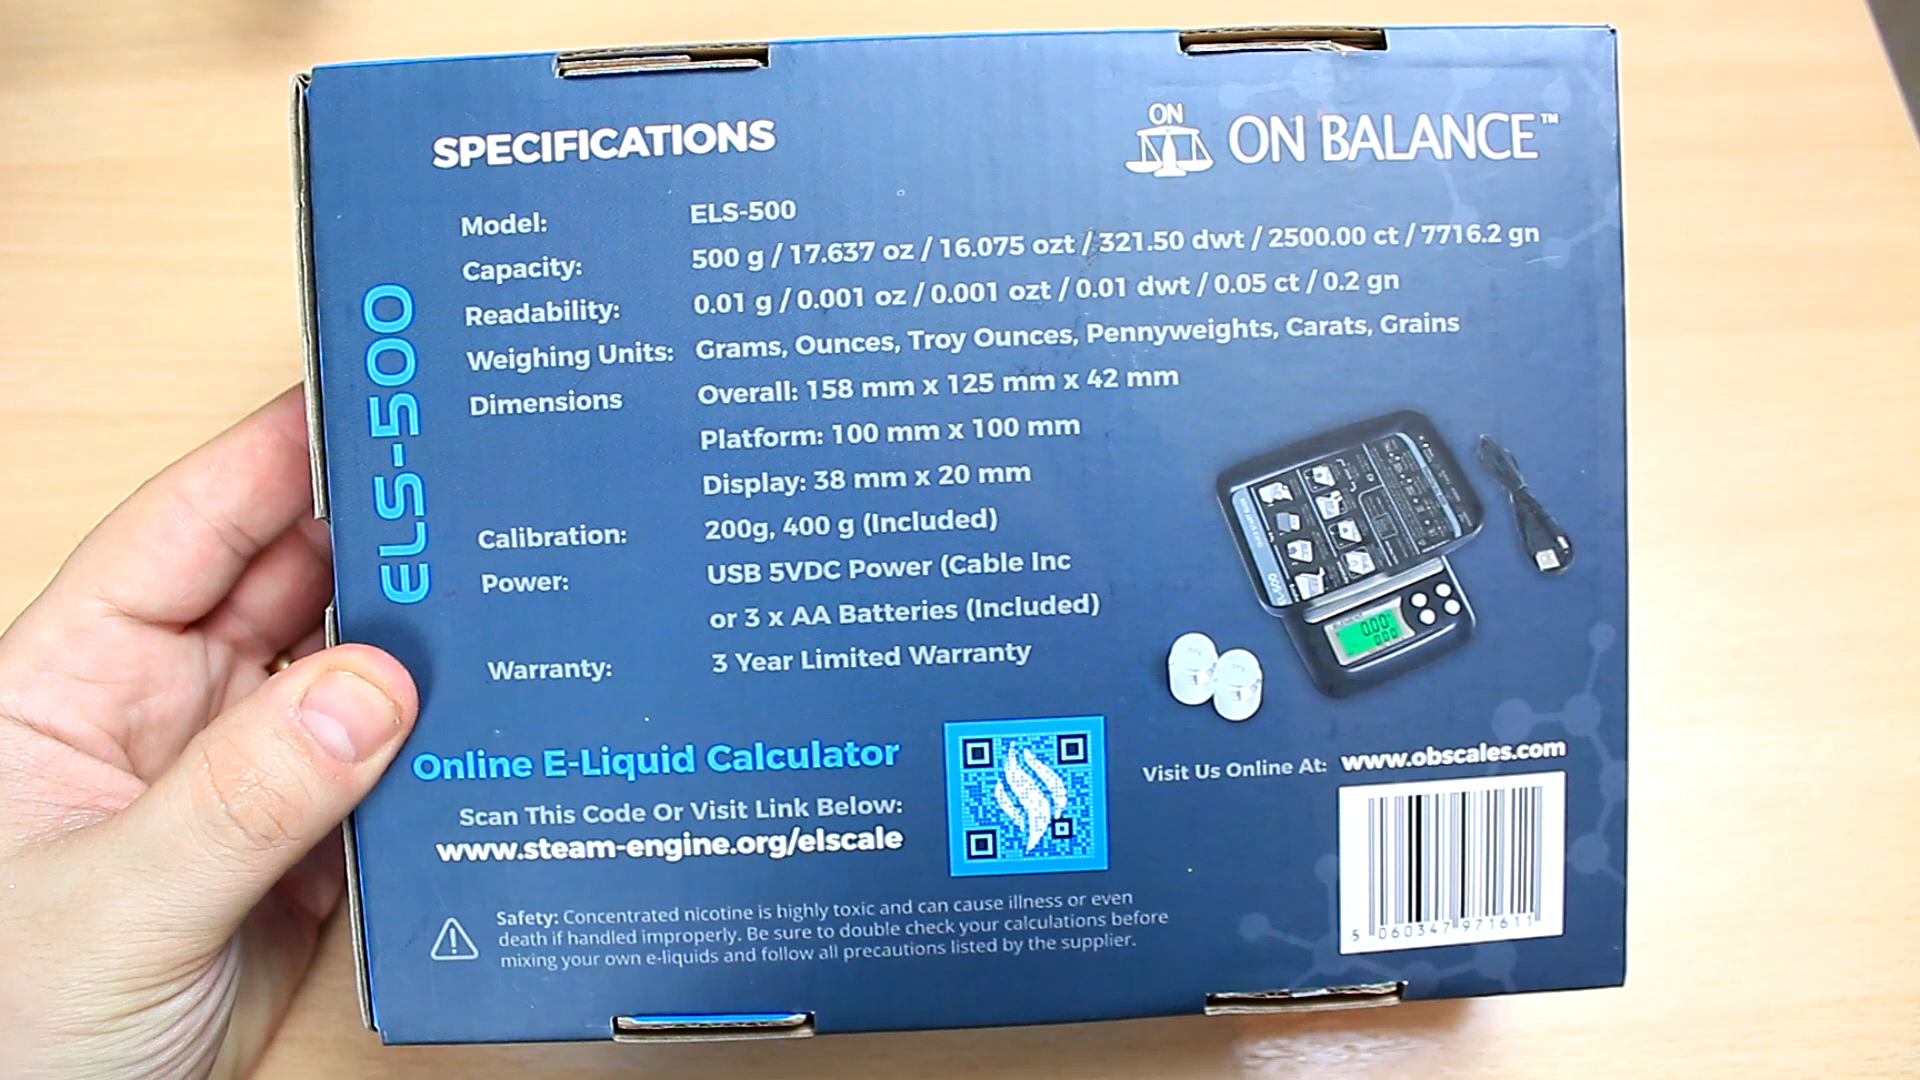 SPECIFICATIONS
ON
ON BALANCE™
Model: ELS-500
Capacity: 500 g / 17.637 oz / 16.075 ozt / 321.50 dwt / 2500.00 ct / 7716.2 gn
Readability: 0.01 g / 0.001 oz / 0.001 ozt / 0.01 dwt / 0.05 ct / 0.2 gn
Weighing Units: Grams, Ounces, Troy Ounces, Pennyweights, Carats, Grains
Dimensions Overall: 158 mm x 125 mm x 42 mm
Platform: 100 mm x 100 mm
Display: 38 mm x 20 mm
Calibration: 200g, 400 g (Included)
Power: USB 5VDC Power (Cable Inc
or 3 x AA Batteries (Included)
Warranty: 3 Year Limited Warranty
ELS-500
0.00
0.00
Online E-Liquid Calculator
Scan This Code Or Visit Link Below:
www.steam-engine.org/elscale
Visit Us Online At: www.obscales.com
5 060347 971611
Safety: Concentrated nicotine is highly toxic and can cause illness or even
death if handled improperly. Be sure to double check your calculations before
mixing your own e-liquids and follow all precautions listed by the supplier.